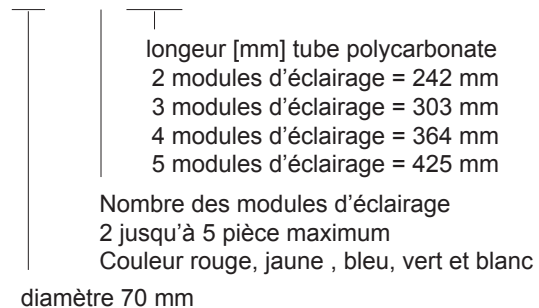 longeur [mm] tube polycarbonate
2 modules d'éclairage = 242 mm
3 modules d'éclairage = 303 mm
4 modules d'éclairage = 364 mm
5 modules d'éclairage = 425 mm
Nombre des modules d'éclairage
2 jusqu'à 5 pièce maximum
Couleur rouge, jaune , bleu, vert et blanc
diamètre 70 mm